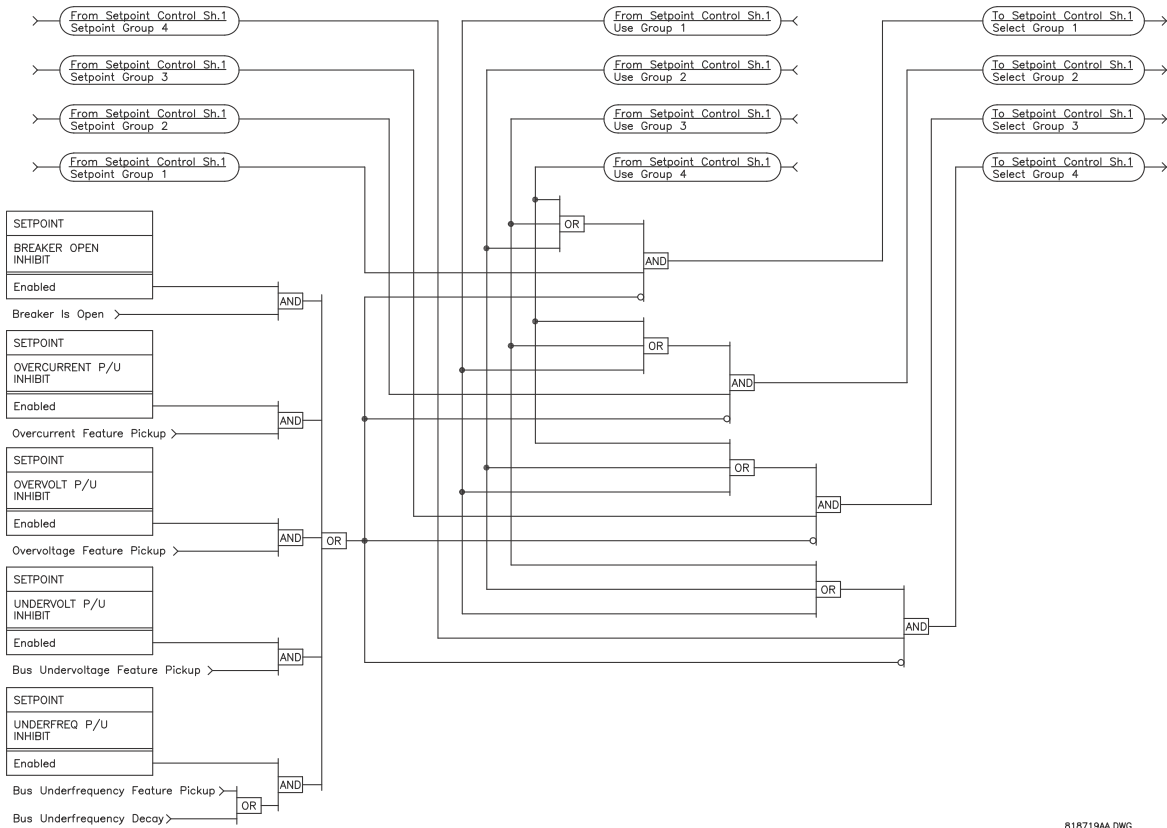 From Setpoint Control Sh.1
Setpoint Group 4
From Setpoint Control Sh.1
Use Group 1
To Setpoint Control Sh.1
Select Group 1
From Setpoint Control Sh.1
Setpoint Group 3
From Setpoint Control Sh.1
Use Group 2
To Setpoint Control Sh.1
Select Group 2
From Setpoint Control Sh.1
Setpoint Group 2
From Setpoint Control Sh.1
Use Group 3
To Setpoint Control Sh.1
Select Group 3
From Setpoint Control Sh.1
Setpoint Group 1
From Setpoint Control Sh.1
Use Group 4
To Setpoint Control Sh.1
Select Group 4
SETPOINT
BREAKER OPEN
INHIBIT
Enabled
Breaker Is Open
AND
SETPOINT
OVERCURRENT P/U
INHIBIT
Enabled
Overcurrent Feature Pickup
AND
SETPOINT
OVERVOLT P/U
INHIBIT
Enabled
Overvoltage Feature Pickup
AND
OR
SETPOINT
UNDERVOLT P/U
INHIBIT
Enabled
Bus Undervoltage Feature Pickup
AND
SETPOINT
UNDERFREQ P/U
INHIBIT
Enabled
Bus Underfrequency Feature Pickup
Bus Underfrequency Decay
OR
AND
OR
AND
OR
AND
OR
AND
OR
AND
818719AA.DWG